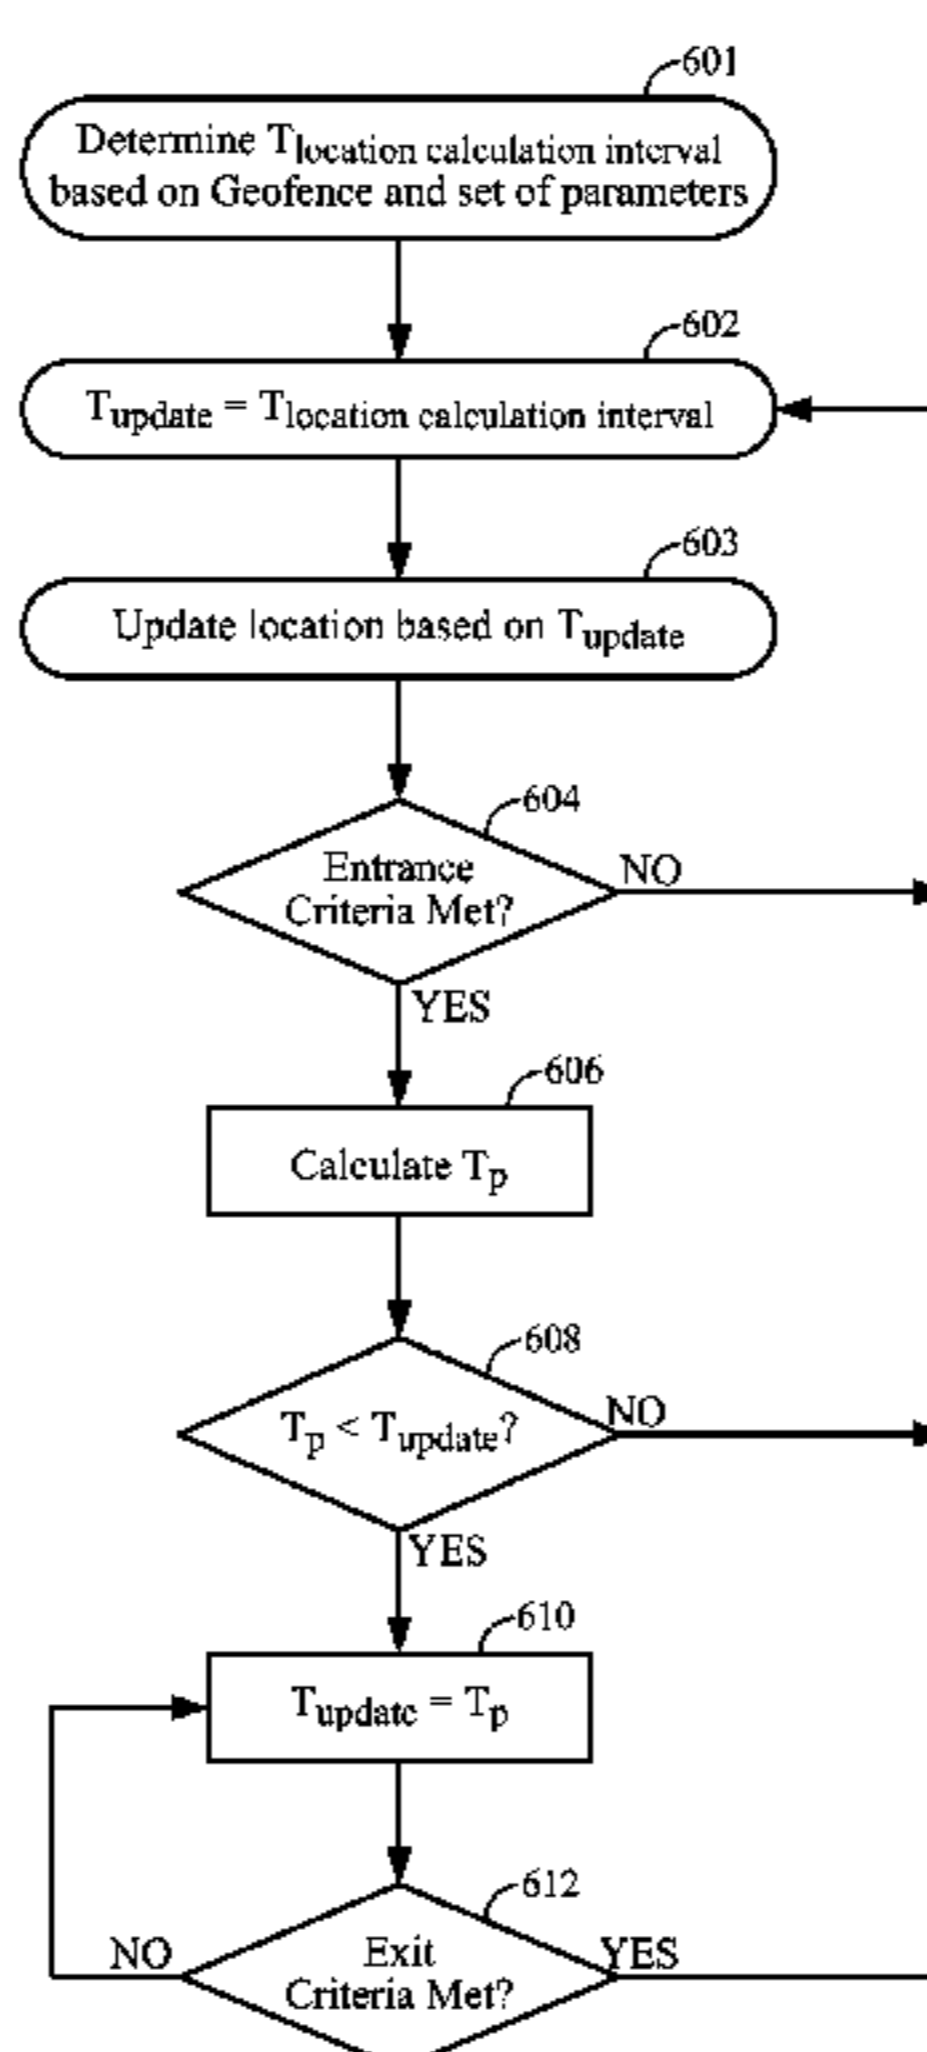 601
Determine Tlocation calculation interval
based on Geofence and set of parameters
602
Tupdate = Tlocation calculation interval
603
Update location based on Tupdate
604
Entrance
Criteria Met?
NO
YES
606
Calculate Tp
608
Tp < Tupdate?
NO
YES
610
Tupdate = Tp
612
Exit
Criteria Met?
NO
YES